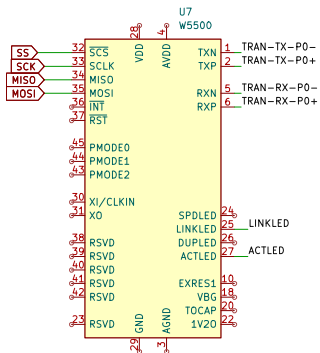 U7
W5500
28 VDD
4 AVDD
SS 32 SCS TXN 1 TRAN-TX-P0-
SCK 33 SCLK TXP 2 TRAN-TX-P0+
MISO 34 MISO
MOSI 35 MOSI RXN 5 TRAN-RX-P0-
36 INT RXP 6 TRAN-RX-P0+
37 RST
45 PMODE0
44 PMODE1
43 PMODE2
30 XI/CLKIN
31 XO SPDLED 24
LINKLED 25 LINKLED
38 RSVD DUPLED 26
39 RSVD ACTLED 27 ACTLED
40 RSVD
41 RSVD EXRES1 10
42 RSVD VBG 18
TOCAP 20
23 RSVD 1V2O 22
29 GND
3 AGND